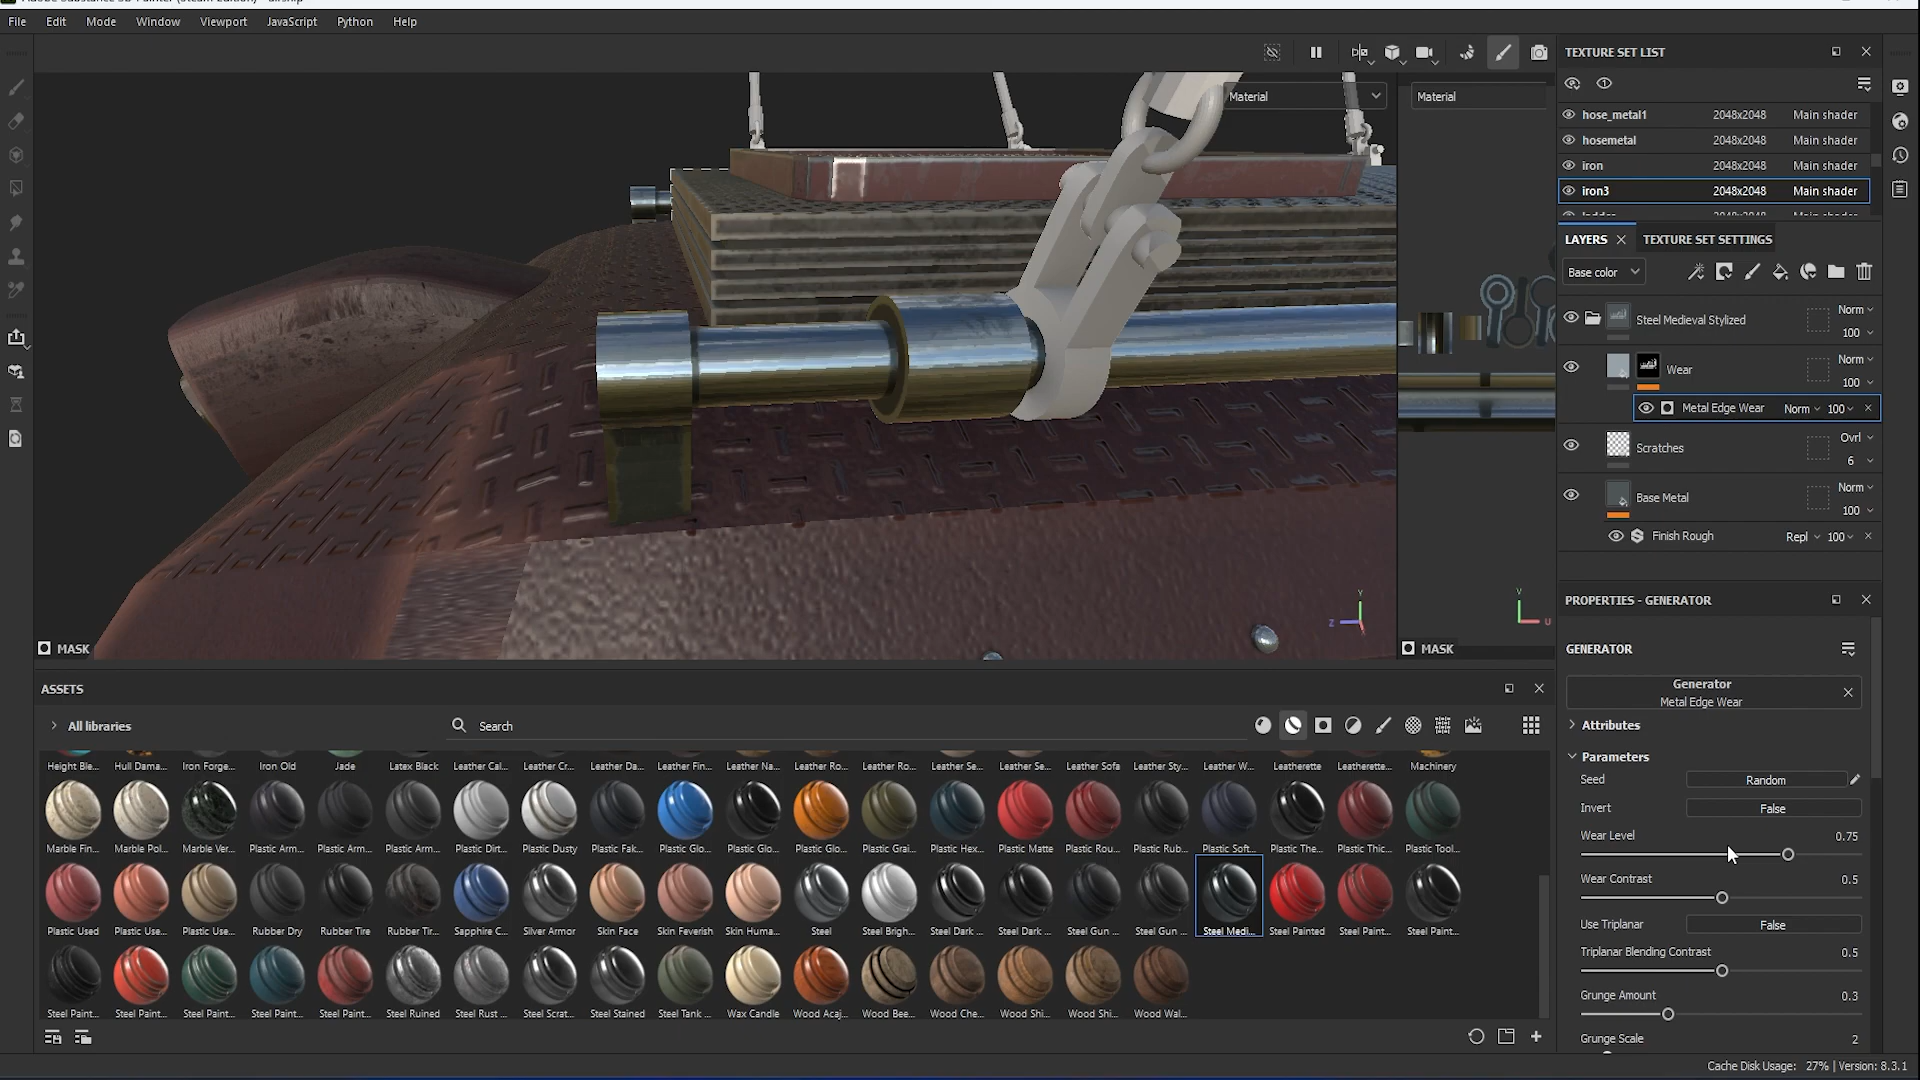 File Edit Mode Window Viewport JavaScript Python Help
Material
Material
MASK
MASK
Z
Y
V
U
TEXTURE SET LIST
hose_metal1 2048x2048 Main shader
hosemetal 2048x2048 Main shader
iron 2048x2048 Main shader
iron3 2048x2048 Main shader
LAYERS TEXTURE SET SETTINGS
Base color
Steel Medieval Stylized Norm 100
Wear Norm 100
Metal Edge Wear Norm 100
Scratches Ovrl 6
Base Metal Norm 100
Finish Rough Repl 100
PROPERTIES - GENERATOR
GENERATOR
Generator
Metal Edge Wear
Attributes
Parameters
Seed Random
Invert False
Wear Level 0.75
Wear Contrast 0.5
Use Triplanar False
Triplanar Blending Contrast 0.5
Grunge Amount 0.3
Grunge Scale 2
ASSETS
All libraries Search
Height Ble... Hull Dama... Iron Forge... Iron Old Jade Latex Black Leather Cal... Leather Cr... Leather Da... Leather Fin... Leather Na... Leather Ro... Leather Ro... Leather Se... Leather Se... Leather Sofa Leather Sty... Leather W... Leatherette Leatherette... Machinery
Marble Fin... Marble Pol... Marble Ver... Plastic Arm... Plastic Arm... Plastic Arm... Plastic Dirt... Plastic Dusty Plastic Fak... Plastic Glo... Plastic Glo... Plastic Glo... Plastic Grai... Plastic Hex... Plastic Matte Plastic Rou... Plastic Rub... Plastic Soft... Plastic The... Plastic Thic... Plastic Tool...
Plastic Used Plastic Use... Plastic Use... Rubber Dry Rubber Tire Rubber Tir... Sapphire C... Silver Armor Skin Face Skin Feverish Skin Huma... Steel Steel Brigh... Steel Dark ... Steel Dark ... Steel Gun ... Steel Gun ... Steel Medi... Steel Painted Steel Paint... Steel Paint...
Steel Paint... Steel Paint... Steel Paint... Steel Paint... Steel Paint... Steel Ruined Steel Rust ... Steel Scrat... Steel Stained Steel Tank ... Wax Candle Wood Acaj... Wood Bee... Wood Che... Wood Shi... Wood Shi... Wood Wal...
Cache Disk Usage: 27% | Version: 8.3.1